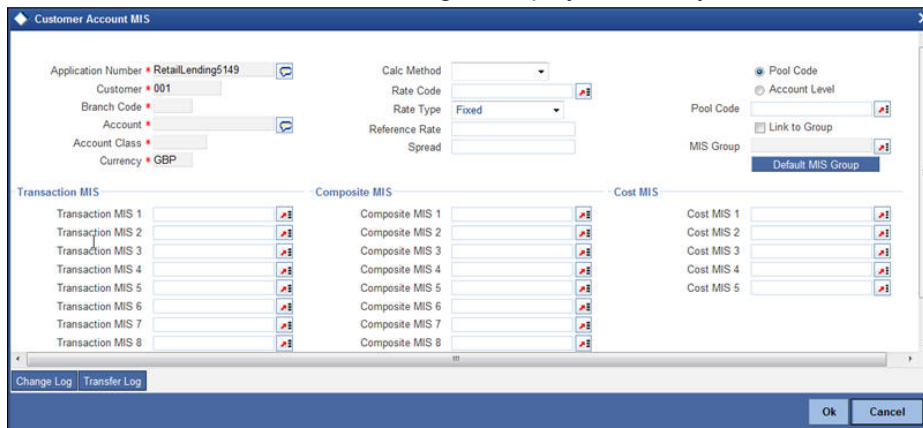 Customer Account MIS
Application Number * RetailLending5149
Customer * 001
Branch Code *
Account *
Account Class *
Currency * GBP
Calc Method
Rate Code
Rate Type Fixed
Reference Rate
Spread
Pool Code
Account Level
Pool Code
Link to Group
MIS Group
Default MIS Group
Transaction MIS
Transaction MIS 1
Transaction MIS 2
Transaction MIS 3
Transaction MIS 4
Transaction MIS 5
Transaction MIS 6
Transaction MIS 7
Transaction MIS 8
Composite MIS
Composite MIS 1
Composite MIS 2
Composite MIS 3
Composite MIS 4
Composite MIS 5
Composite MIS 6
Composite MIS 7
Composite MIS 8
Cost MIS
Cost MIS 1
Cost MIS 2
Cost MIS 3
Cost MIS 4
Cost MIS 5
Change Log Transfer Log
Ok Cancel